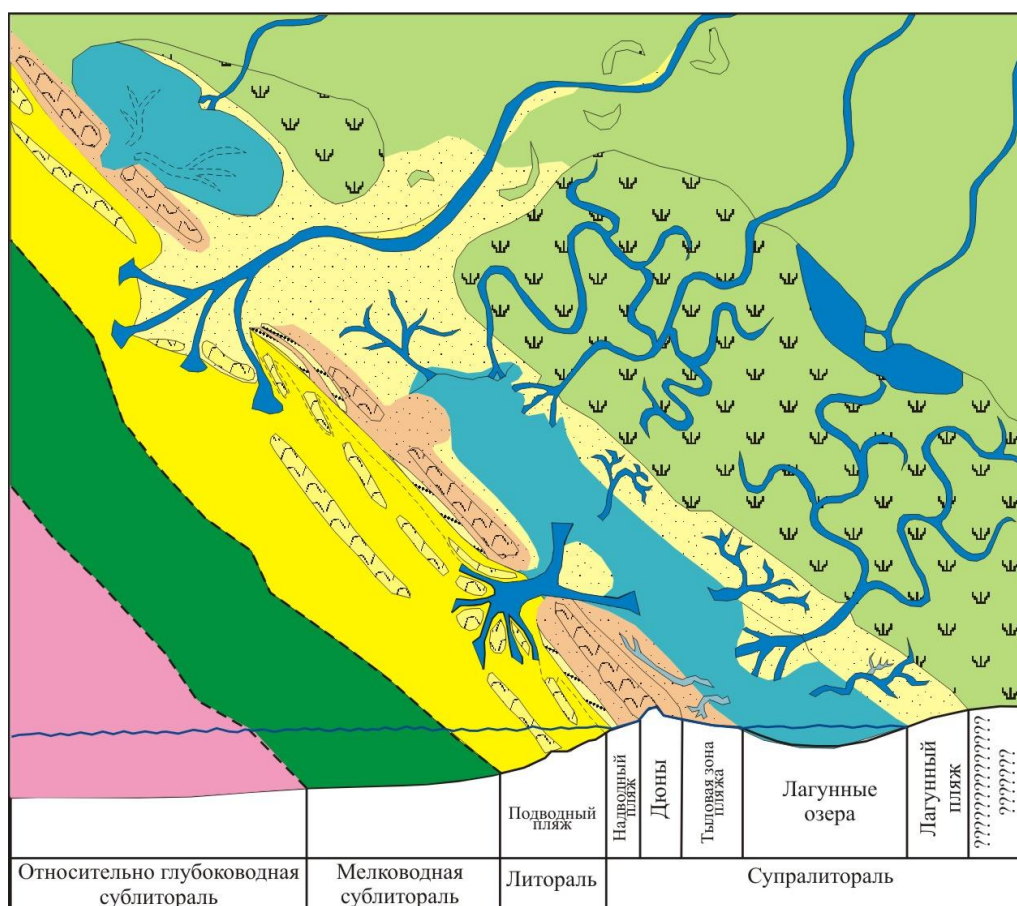 Подводный
пляж
Надводный
пляж
Дюны
Тыловая зона
пляжа
Лагунные
озера
Лагунный
пляж
Относительно глубоководная
сублитораль
Мелководная
сублитораль
Литораль
Супралитораль